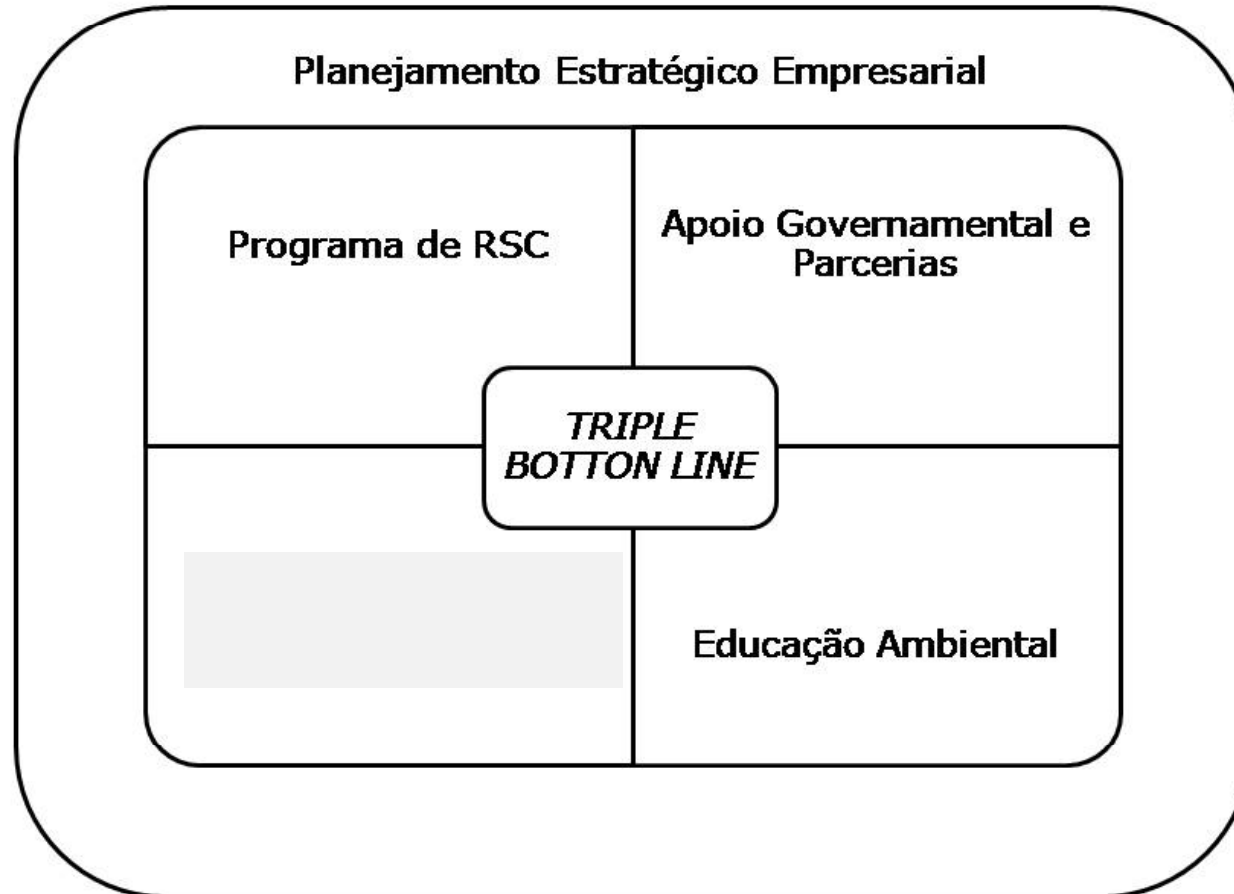 Planejamento Estratégico Empresarial
Programa de RSC
Apoio Governamental e
Parcerias
TRIPLE
BOTTON LINE
Educação Ambiental